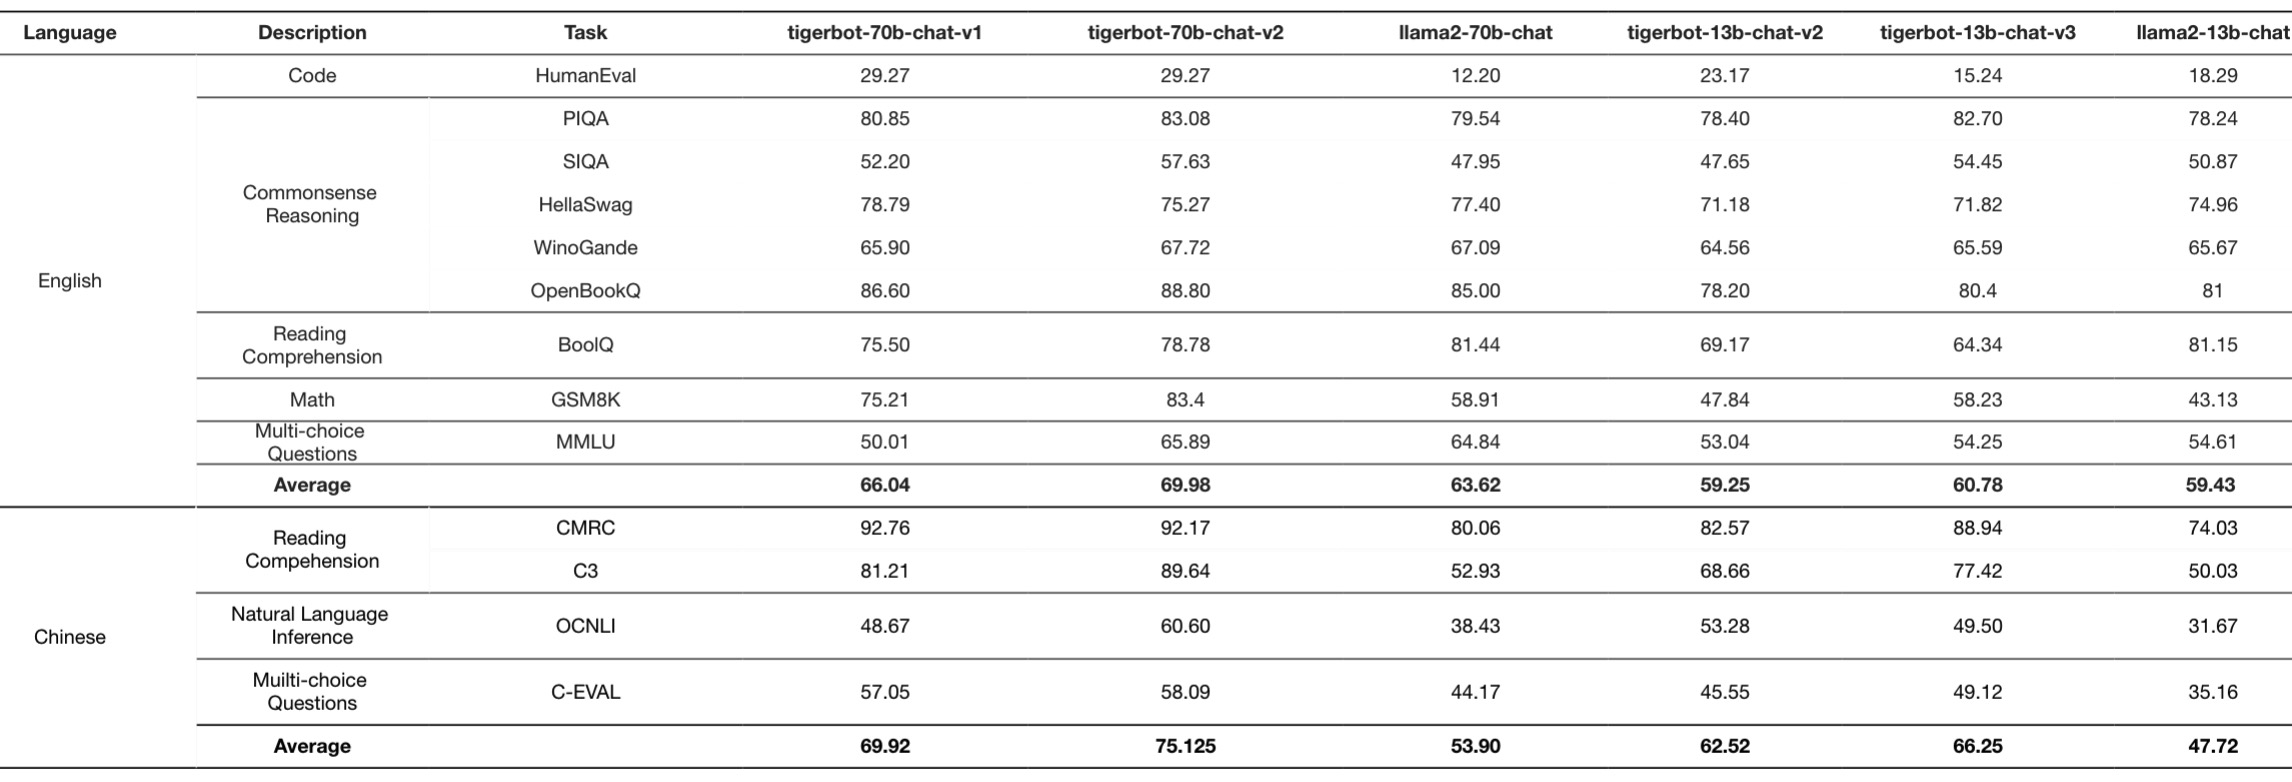 Language Description Task tigerbot-70b-chat-v1 tigerbot-70b-chat-v2 llama2-70b-chat tigerbot-13b-chat-v2 tigerbot-13b-chat-v3 llama2-13b-chat
English
Code HumanEval 29.27 29.27 12.20 23.17 15.24 18.29
Commonsense
Reasoning
PIQA 80.85 83.08 79.54 78.40 82.70 78.24
SIQA 52.20 57.63 47.95 47.65 54.45 50.87
HellaSwag 78.79 75.27 77.40 71.18 71.82 74.96
WinoGande 65.90 67.72 67.09 64.56 65.59 65.67
OpenBookQ 86.60 88.80 85.00 78.20 80.4 81
Reading
Comprehension
BoolQ 75.50 78.78 81.44 69.17 64.34 81.15
Math GSM8K 75.21 83.4 58.91 47.84 58.23 43.13
Multi-choice
Questions
MMLU 50.01 65.89 64.84 53.04 54.25 54.61
Average 66.04 69.98 63.62 59.25 60.78 59.43
Chinese
Reading
Compehension
CMRC 92.76 92.17 80.06 82.57 88.94 74.03
C3 81.21 89.64 52.93 68.66 77.42 50.03
Natural Language
Inference
OCNLI 48.67 60.60 38.43 53.28 49.50 31.67
Muilti-choice
Questions
C-EVAL 57.05 58.09 44.17 45.55 49.12 35.16
Average 69.92 75.125 53.90 62.52 66.25 47.72